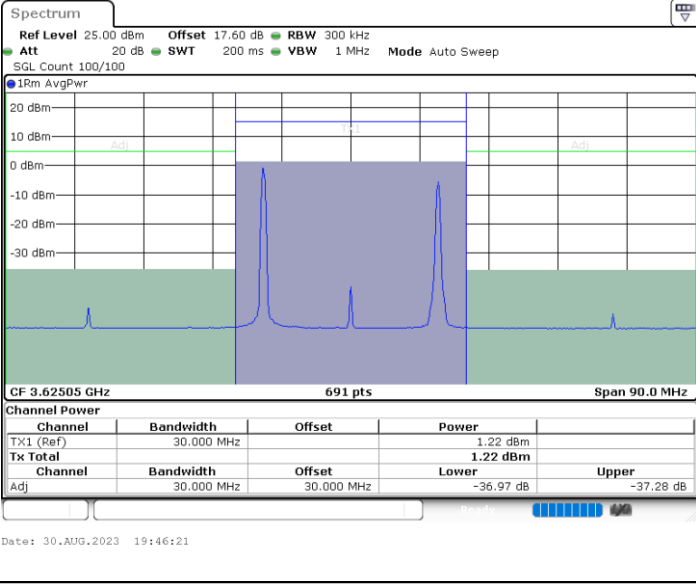 Spectrum
Ref Level 25.00 dBm Offset 17.60 dB RBW 300 kHz
Att 20 dB SWT 200 ms VBW 1 MHz Mode Auto Sweep
SGL Count 100/100
1Rm AvgPwr
20 dBm
TX1
10 dBm
Adj Adj
0 dBm
-10 dBm
-20 dBm
-30 dBm
CF 3.62505 GHz 691 pts Span 90.0 MHz
Channel Power
Channel Bandwidth Offset Power
TX1 (Ref) 30.000 MHz 1.22 dBm
Tx Total 1.22 dBm
Channel Bandwidth Offset Lower Upper
Adj 30.000 MHz 30.000 MHz -36.97 dB -37.28 dB
Ready
Date: 30.AUG.2023 19:46:21